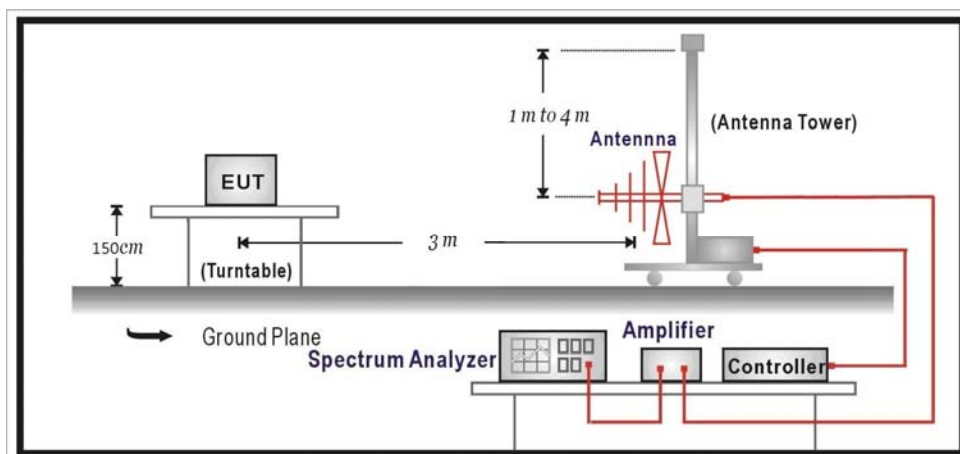 1 m to 4 m
(Antenna Tower)
Antennna
EUT
150cm
3 m
(Turntable)
Ground Plane
Spectrum Analyzer
Amplifier
Controller